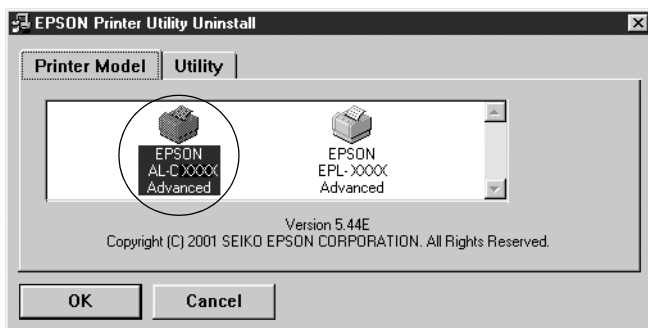 EPSON Printer Utility Uninstall
Printer Model
Utility
EPSON
AL-CXXXX
Advanced
EPSON
EPL-XXXX
Advanced
Version 5.44E
Copyright (C) 2001 SEIKO EPSON CORPORATION. All Rights Reserved.
OK
Cancel